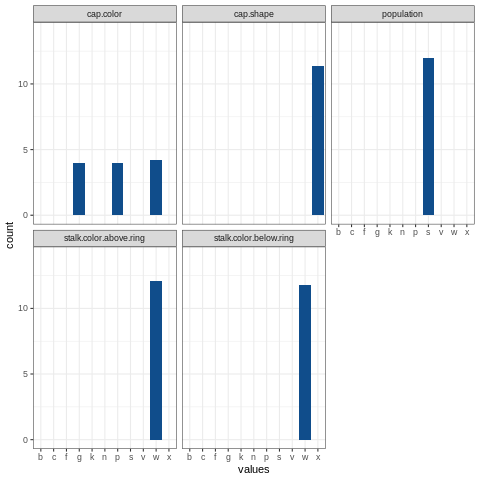 cap.color cap.shape population
10
5
0
b c f g k n p s v w x
stalk.color.above.ring stalk.color.below.ring
10
5
0
b c f g k n p s v w x b c f g k n p s v w x
count
values